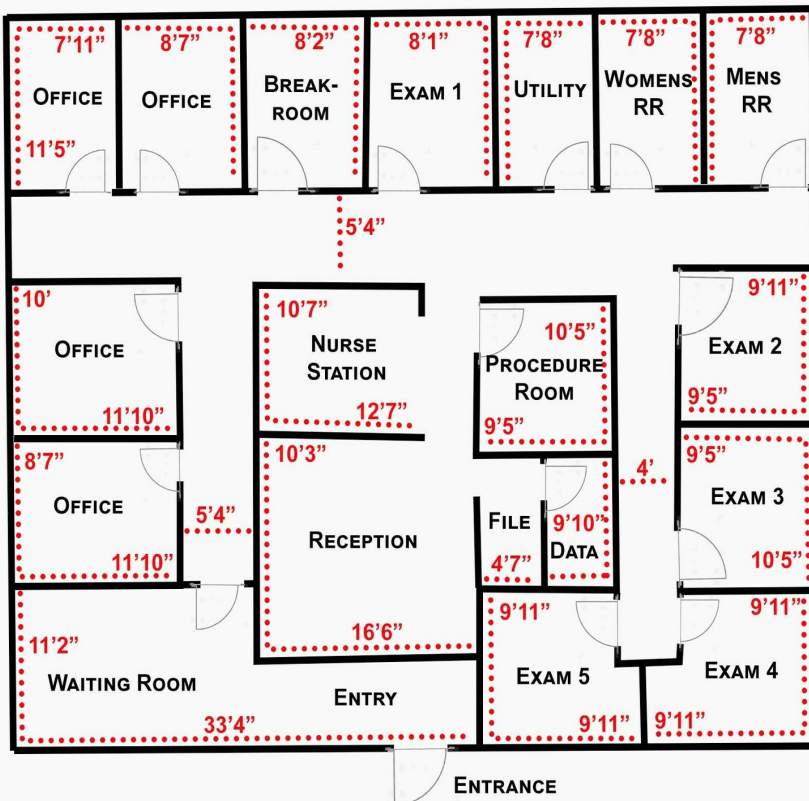 7'11" 8'7" 8'2" 8'1" 7'8" 7'8" 7'8"
OFFICE
OFFICE
BREAK-
ROOM
EXAM 1
UTILITY
WOMENS
RR
MENS
RR
11'5"
5'4"
10'
OFFICE
11'10"
10'7"
NURSE
STATION
12'7"
10'5"
PROCEDURE
ROOM
9'5"
9'11"
EXAM 2
9'5"
8'7"
OFFICE
11'10"
5'4"
10'3"
RECEPTION
16'6"
FILE
4'7"
9'10"
DATA
4'
9'5"
EXAM 3
10'5"
11'2"
WAITING ROOM
ENTRY
33'4"
9'11"
EXAM 5
9'11"
9'11"
EXAM 4
9'11"
ENTRANCE